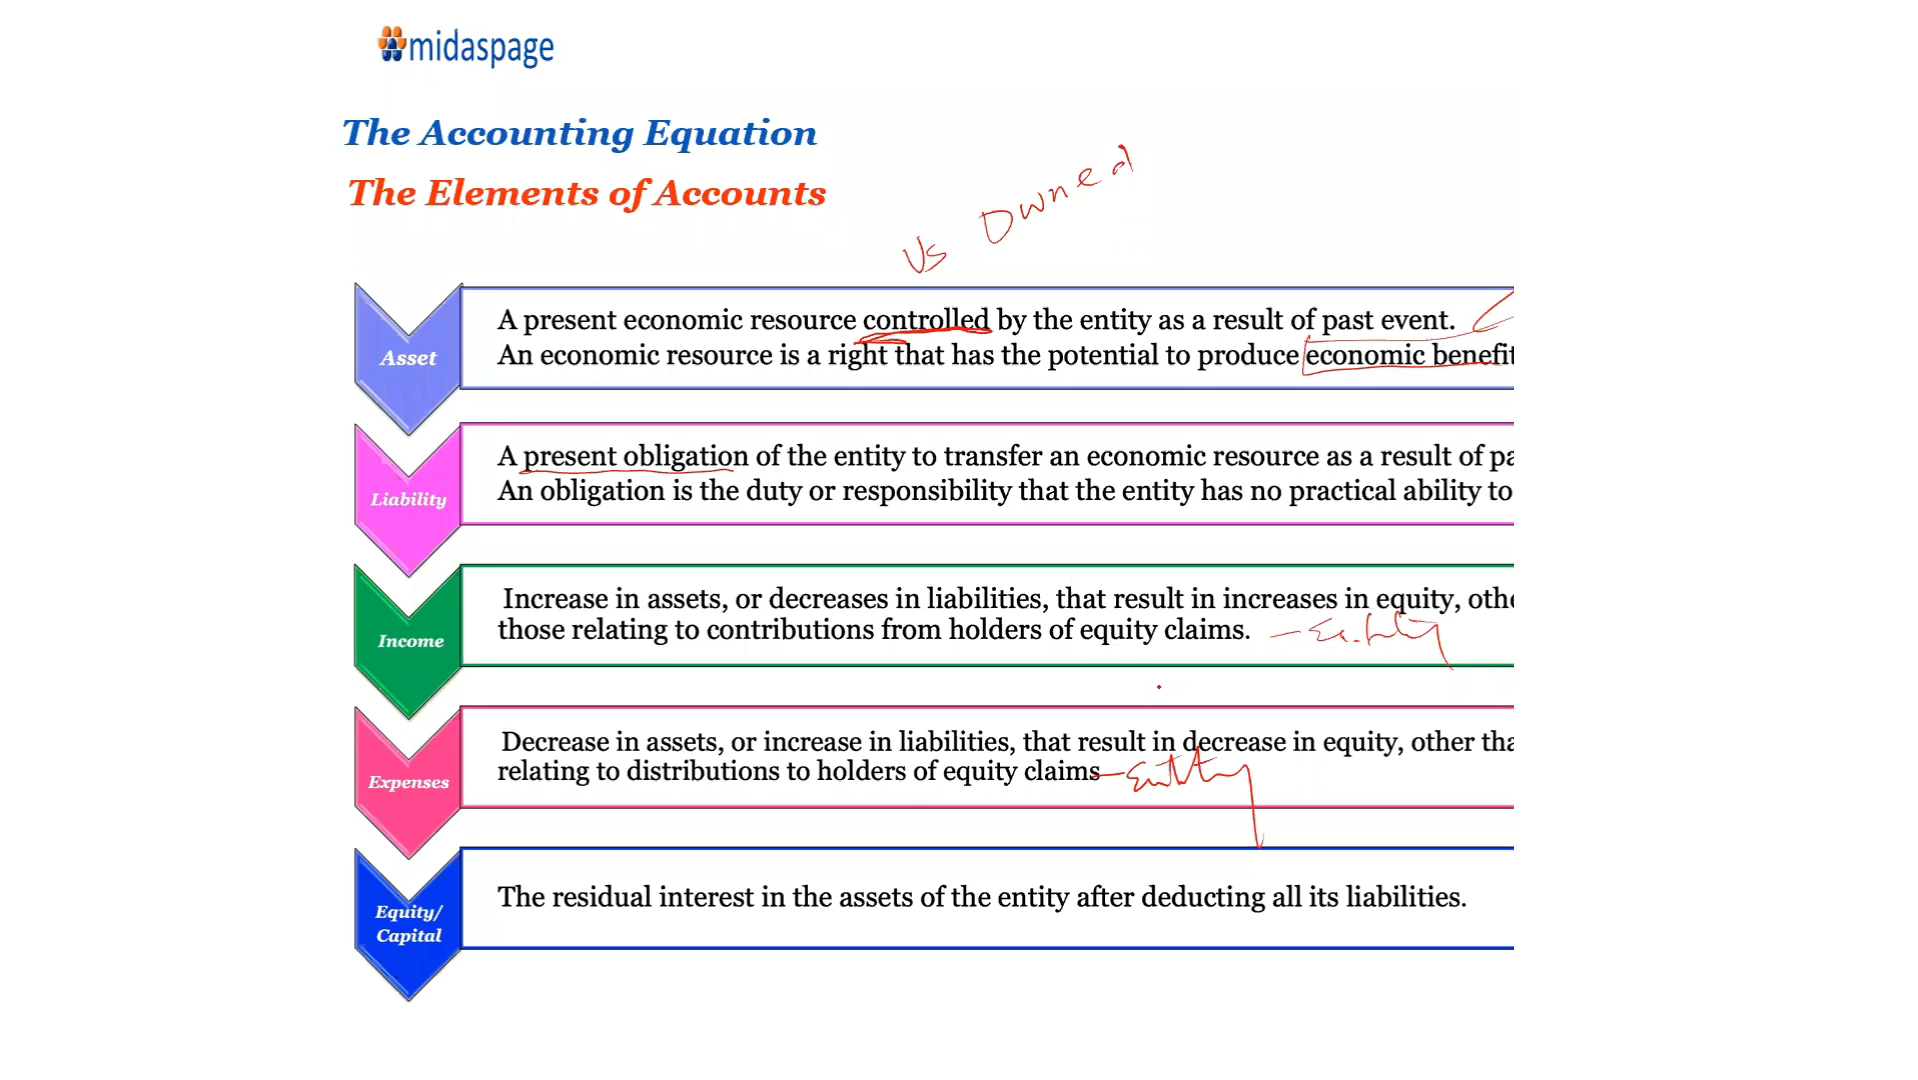 midaspage
The Accounting Equation
The Elements of Accounts
Vs Owned
Asset
A present economic resource controlled by the entity as a result of past event.
An economic resource is a right that has the potential to produce economic benefit
Liability
A present obligation of the entity to transfer an economic resource as a result of pa
An obligation is the duty or responsibility that the entity has no practical ability to
Income
Increase in assets, or decreases in liabilities, that result in increases in equity, othe
those relating to contributions from holders of equity claims.
Expenses
Decrease in assets, or increase in liabilities, that result in decrease in equity, other tha
relating to distributions to holders of equity claims – Entity
Equity/
Capital
The residual interest in the assets of the entity after deducting all its liabilities.